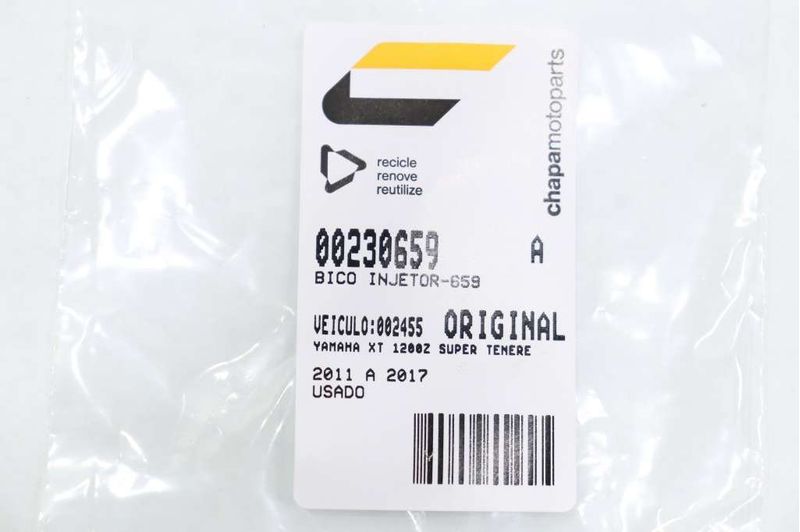 chapamotoparts
recicle
renove
reutilize
00230659 A
BICO INJETOR-659
VEICULO:002455 ORIGINAL
YAMAHA XT 1200Z SUPER TENERE
2011 A 2017
USADO